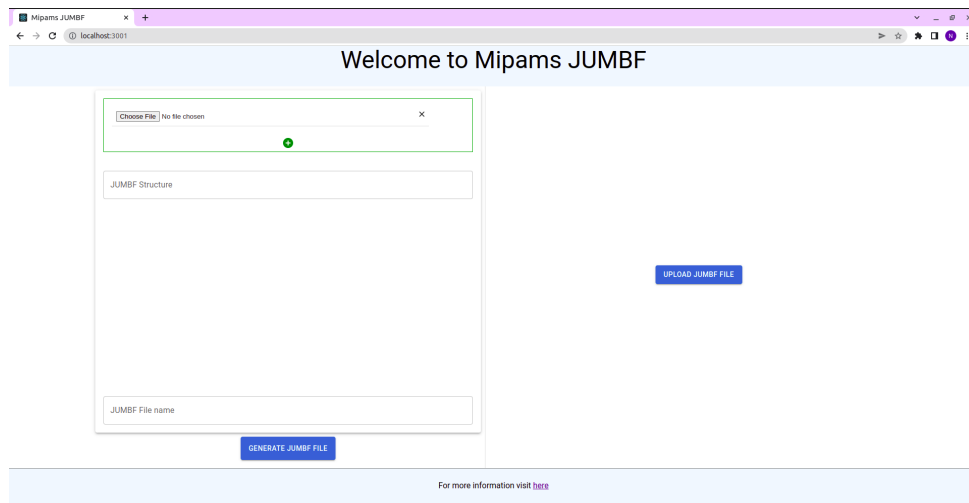 Mipams JUMBF
localhost:3001
N
Welcome to Mipams JUMBF
Choose File No file chosen
JUMBF Structure
UPLOAD JUMBF FILE
JUMBF File name
GENERATE JUMBF FILE
For more information visit here